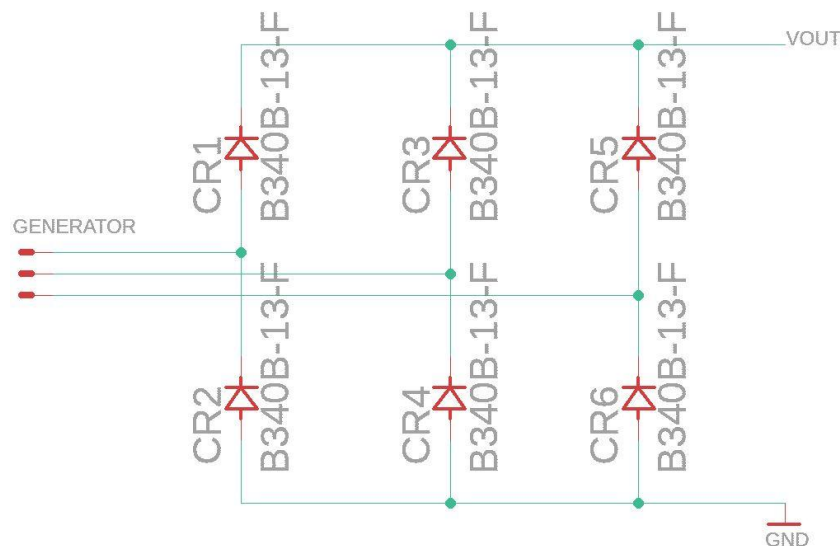 VOUT
CR1
B340B-13-F
CR3
B340B-13-F
CR5
B340B-13-F
GENERATOR
CR2
B340B-13-F
CR4
B340B-13-F
CR6
B340B-13-F
GND